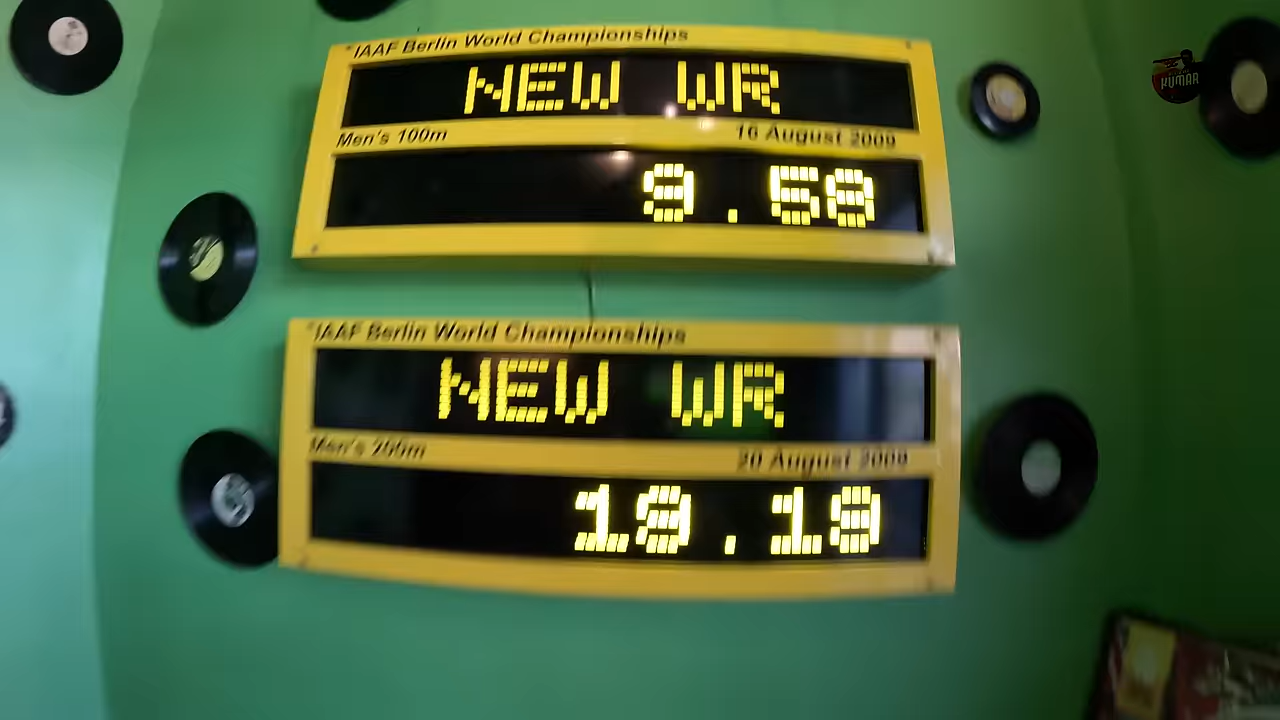 IAAF Berlin World Championships
NEW WR
Men's 100m 16 August 2009
9.58
IAAF Berlin World Championships
NEW WR
Men's 200m 20 August 2009
19.19
KUMAR